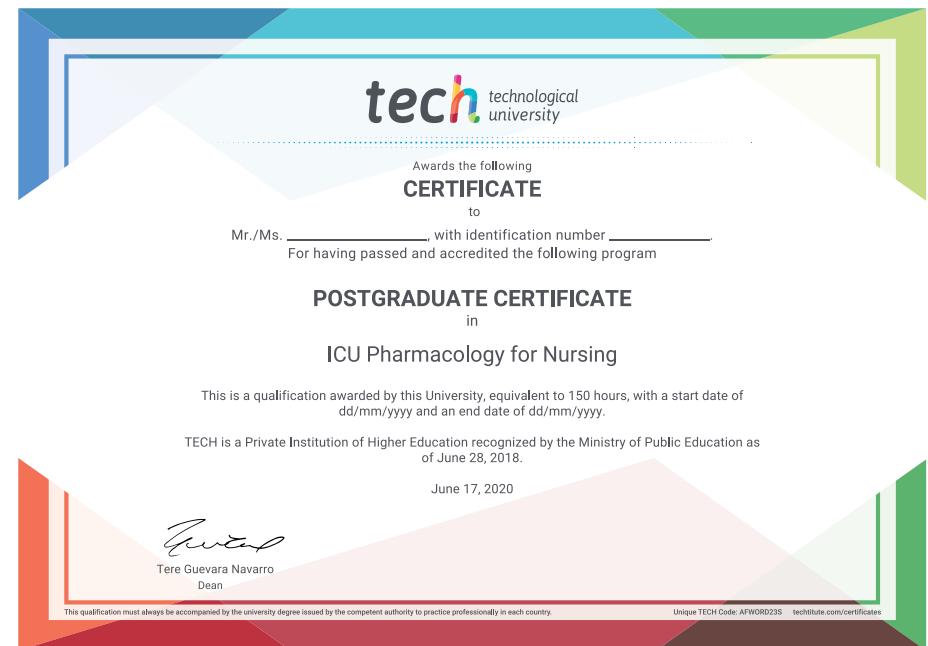 tech technological
university
Awards the following
CERTIFICATE
to
Mr./Ms. ____________________, with identification number ______________.
For having passed and accredited the following program
POSTGRADUATE CERTIFICATE
in
ICU Pharmacology for Nursing
This is a qualification awarded by this University, equivalent to 150 hours, with a start date of
dd/mm/yyyy and an end date of dd/mm/yyyy.
TECH is a Private Institution of Higher Education recognized by the Ministry of Public Education as
of June 28, 2018.
June 17, 2020
Tere Guevara Navarro
Dean
This qualification must always be accompanied by the university degree issued by the competent authority to practice professionally in each country.
Unique TECH Code: AFWORD23S techtitute.com/certificates